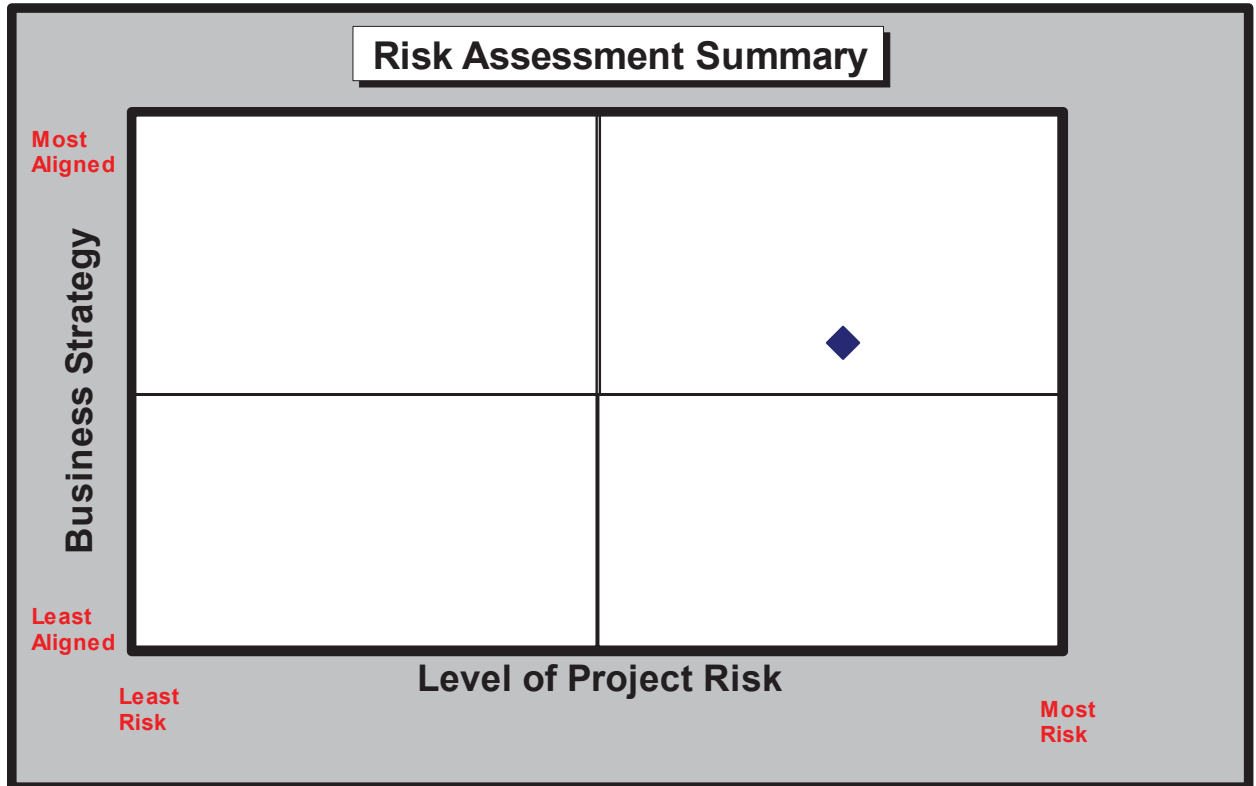 Risk Assessment Summary
Most
Aligned
Business Strategy
Least
Aligned
Level of Project Risk
Least
Risk
Most
Risk